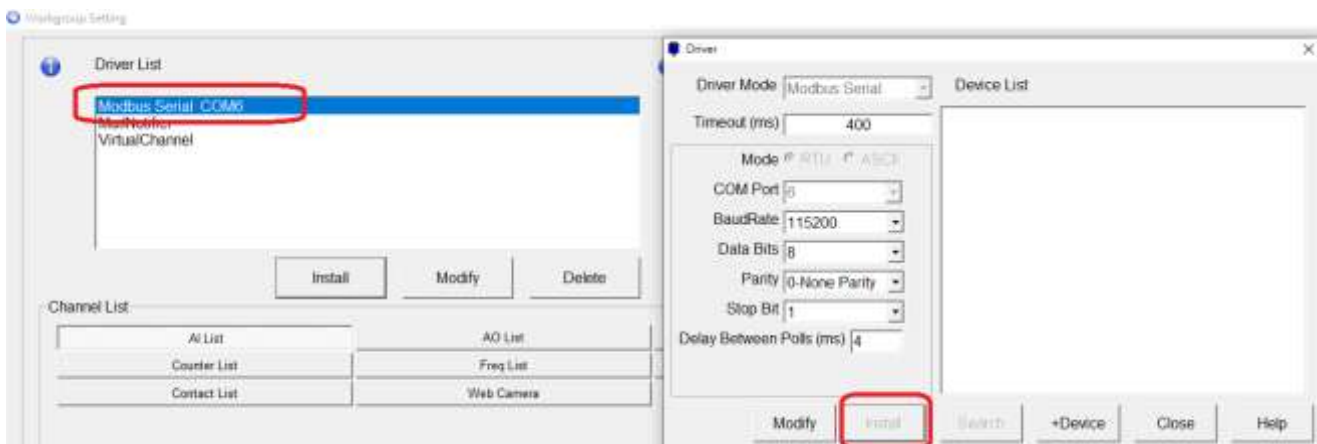 Workgroup Setting
Driver List
Modbus Serial COM6
MailNotifier
VirtualChannel
Install
Modify
Delete
Channel List
AI List
AO List
Counter List
Freq List
Contact List
Web Camera
Driver
Driver Mode Modbus Serial
Timeout (ms) 400
Mode RTU ASCII
COM Port 6
BaudRate 115200
Data Bits 8
Parity 0-None Parity
Stop Bit 1
Delay Between Polls (ms) 4
Device List
Modify
Install
Search
+Device
Close
Help